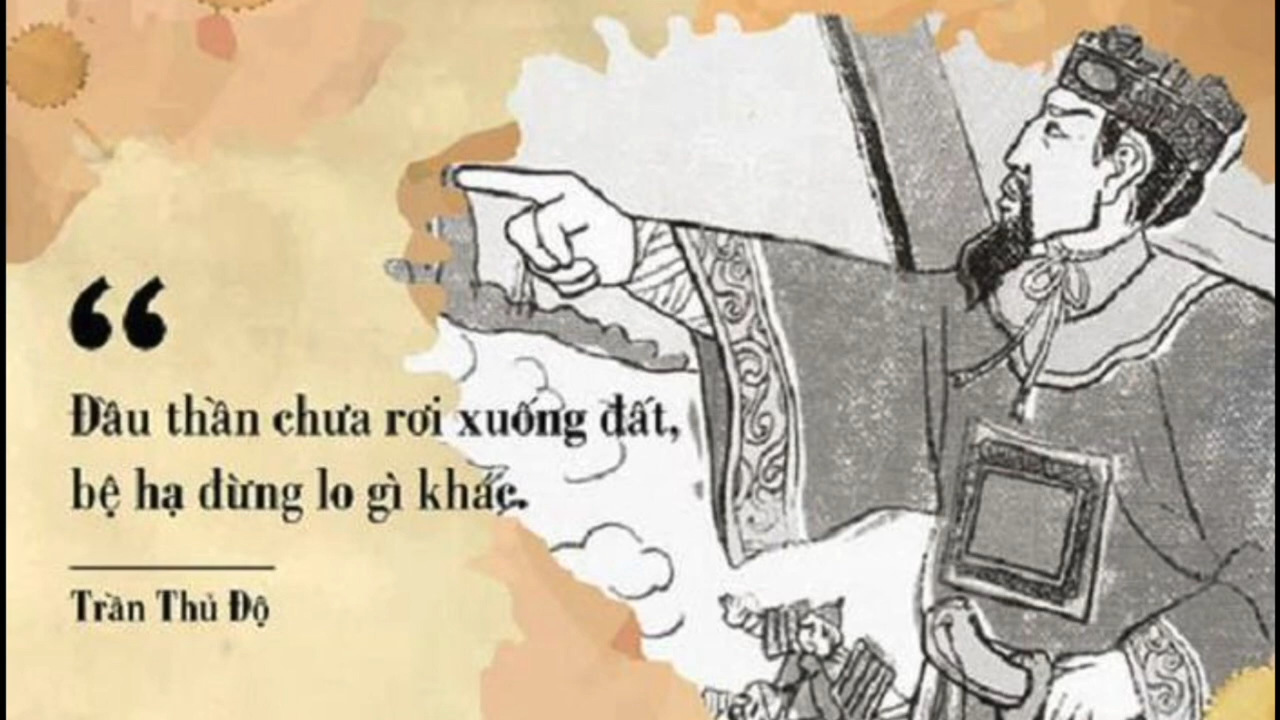 “
Đầu thần chưa rơi xuống đất,
bệ hạ đừng lo gì khác.
Trần Thủ Độ